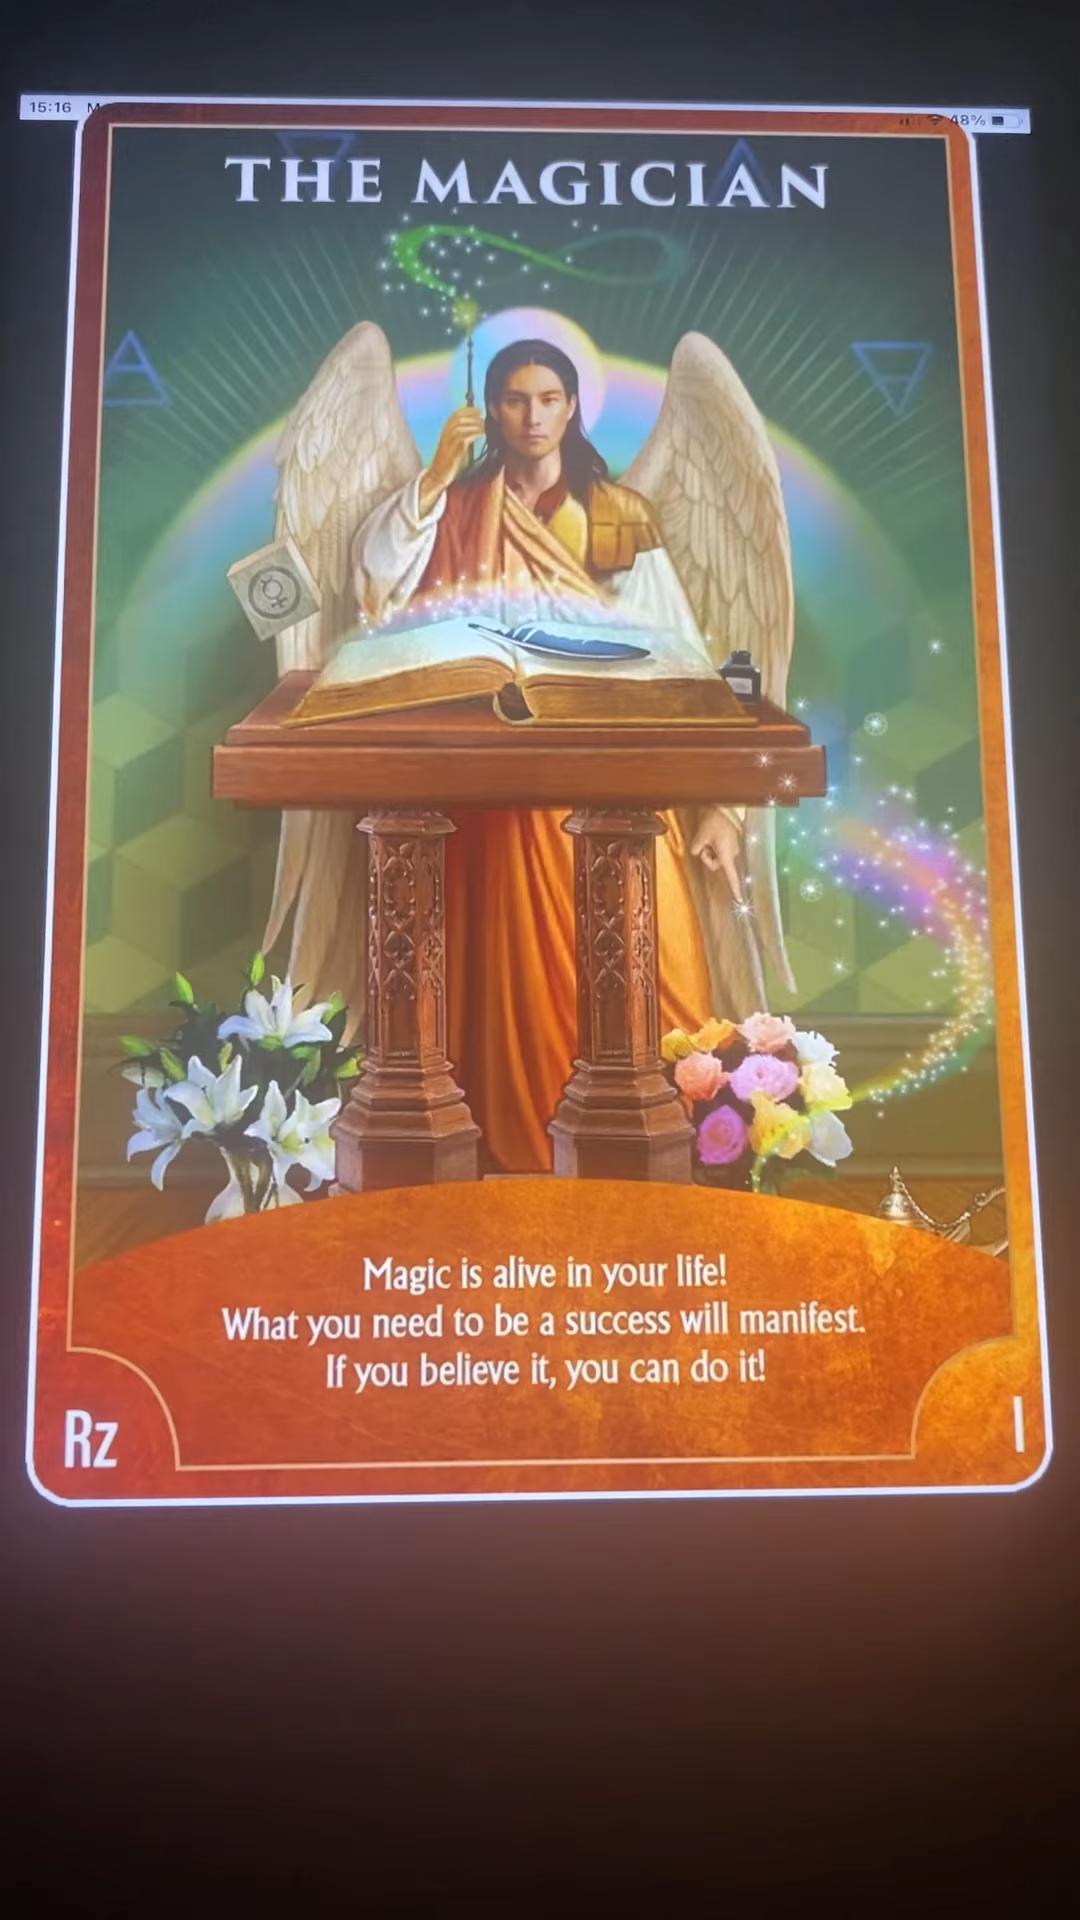 15:16
48%
THE MAGICIAN
Magic is alive in your life!
What you need to be a success will manifest.
If you believe it, you can do it!
Rz
I